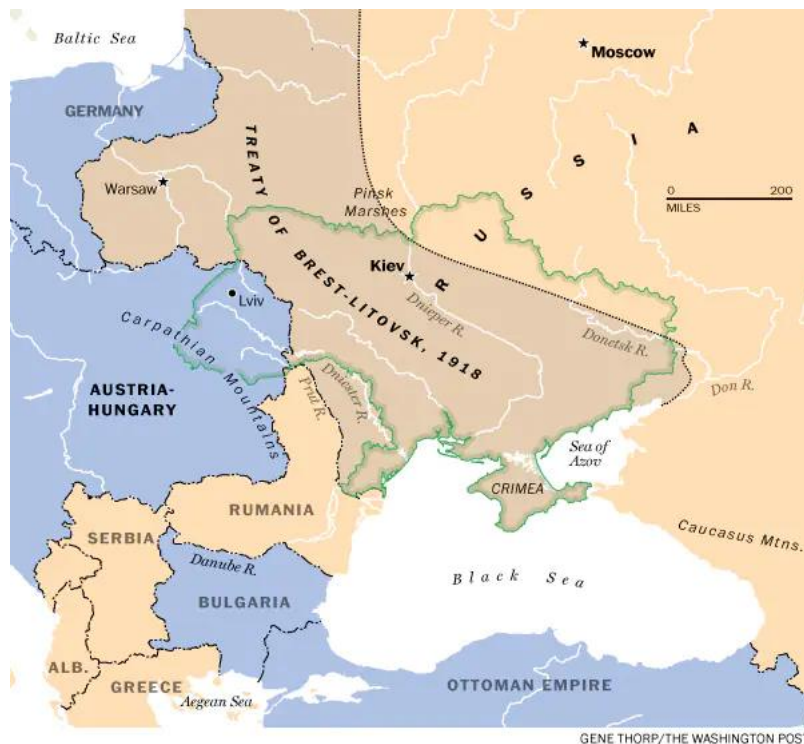 Baltic Sea
Moscow
GERMANY
RUSSIA
0 200
MILES
TREATY OF BREST-LITOVSK, 1918
Warsaw
Pinsk
Marshes
Kiev
Lviv
Dnieper R.
Carpathian Mountains
Donetsk R.
AUSTRIA-
HUNGARY
Dniester R.
Prut R.
Don R.
Sea of
Azov
CRIMEA
RUMANIA
SERBIA
Caucasus Mtns.
Danube R.
Black Sea
BULGARIA
ALB.
GREECE
Aegean Sea
OTTOMAN EMPIRE
GENE THORP/THE WASHINGTON POS